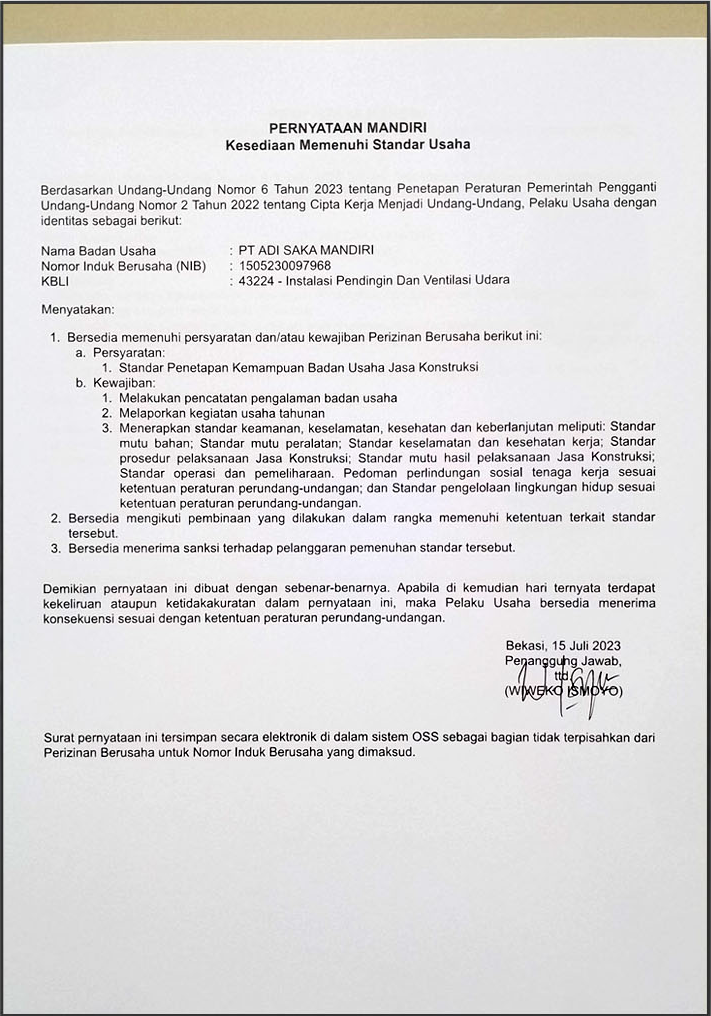 PERNYATAAN MANDIRI
Kesediaan Memenuhi Standar Usaha
Berdasarkan Undang-Undang Nomor 6 Tahun 2023 tentang Penetapan Peraturan Pemerintah Pengganti
Undang-Undang Nomor 2 Tahun 2022 tentang Cipta Kerja Menjadi Undang-Undang, Pelaku Usaha dengan
identitas sebagai berikut:
Nama Badan Usaha : PT ADI SAKA MANDIRI
Nomor Induk Berusaha (NIB) : 1505230097968
KBLI : 43224 - Instalasi Pendingin Dan Ventilasi Udara
Menyatakan:
1. Bersedia memenuhi persyaratan dan/atau kewajiban Perizinan Berusaha berikut ini:
a. Persyaratan:
1. Standar Penetapan Kemampuan Badan Usaha Jasa Konstruksi
b. Kewajiban:
1. Melakukan pencatatan pengalaman badan usaha
2. Melaporkan kegiatan usaha tahunan
3. Menerapkan standar keamanan, keselamatan, kesehatan dan keberlanjutan meliputi: Standar
mutu bahan; Standar mutu peralatan; Standar keselamatan dan kesehatan kerja; Standar
prosedur pelaksanaan Jasa Konstruksi; Standar mutu hasil pelaksanaan Jasa Konstruksi;
Standar operasi dan pemeliharaan. Pedoman perlindungan sosial tenaga kerja sesuai
ketentuan peraturan perundang-undangan; dan Standar pengelolaan lingkungan hidup sesuai
ketentuan peraturan perundang-undangan.
2. Bersedia mengikuti pembinaan yang dilakukan dalam rangka memenuhi ketentuan terkait standar
tersebut.
3. Bersedia menerima sanksi terhadap pelanggaran pemenuhan standar tersebut.
Demikian pernyataan ini dibuat dengan sebenar-benarnya. Apabila di kemudian hari ternyata terdapat
kekeliruan ataupun ketidakakuratan dalam pernyataan ini, maka Pelaku Usaha bersedia menerima
konsekuensi sesuai dengan ketentuan peraturan perundang-undangan.
Bekasi, 15 Juli 2023
Penanggung Jawab,
ttd
(WIWEKO ISMOYO)
Surat pernyataan ini tersimpan secara elektronik di dalam sistem OSS sebagai bagian tidak terpisahkan dari
Perizinan Berusaha untuk Nomor Induk Berusaha yang dimaksud.